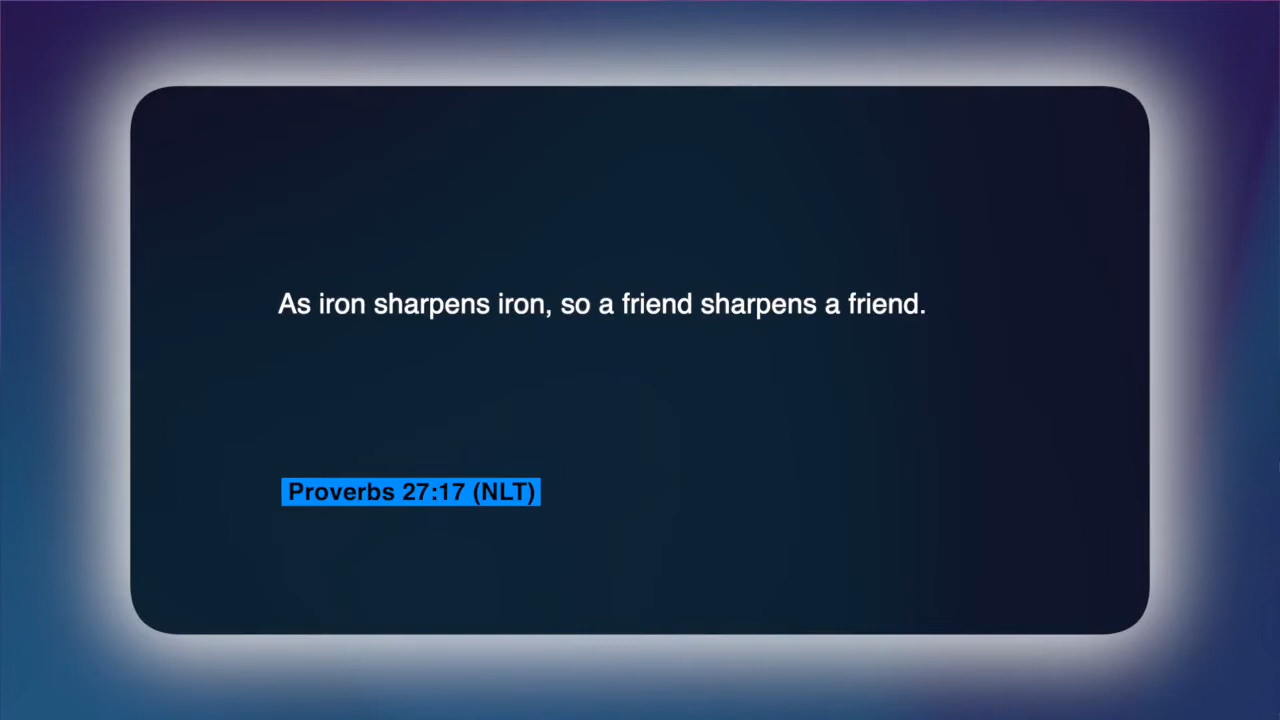 As iron sharpens iron, so a friend sharpens a friend.
Proverbs 27:17 (NLT)